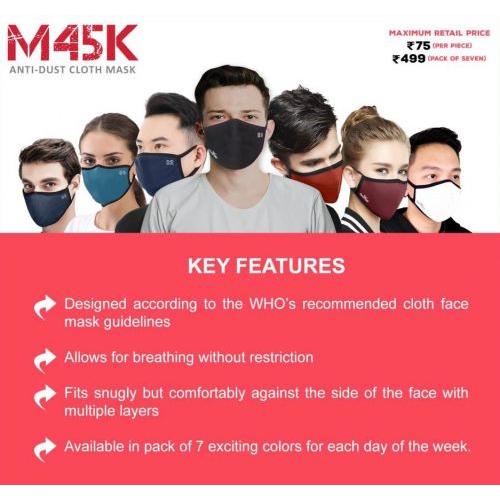 M45K
ANTI-DUST CLOTH MASK
MAXIMUM RETAIL PRICE
₹75 (PER PIECE)
₹499 (PACK OF SEVEN)
KEY FEATURES
Designed according to the WHO's recommended cloth face
mask guidelines
Allows for breathing without restriction
Fits snugly but comfortably against the side of the face with
multiple layers
Available in pack of 7 exciting colors for each day of the week.